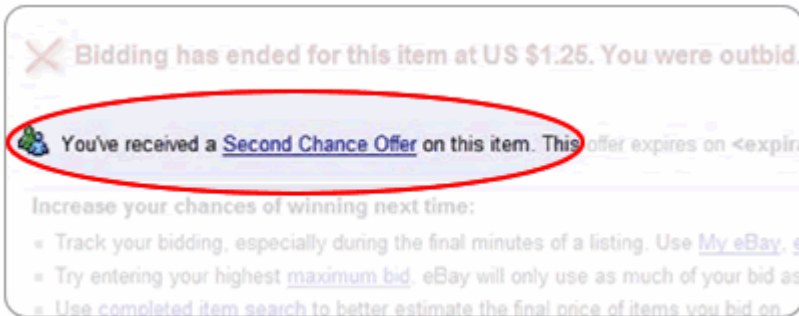 Bidding has ended for this item at US $1.25. You were outbid.
You've received a Second Chance Offer on this item. This offer expires on <expira
Increase your chances of winning next time:
Track your bidding, especially during the final minutes of a listing. Use My eBay, e
Try entering your highest maximum bid. eBay will only use as much of your bid as
Use completed item search to better estimate the final price of items you bid on